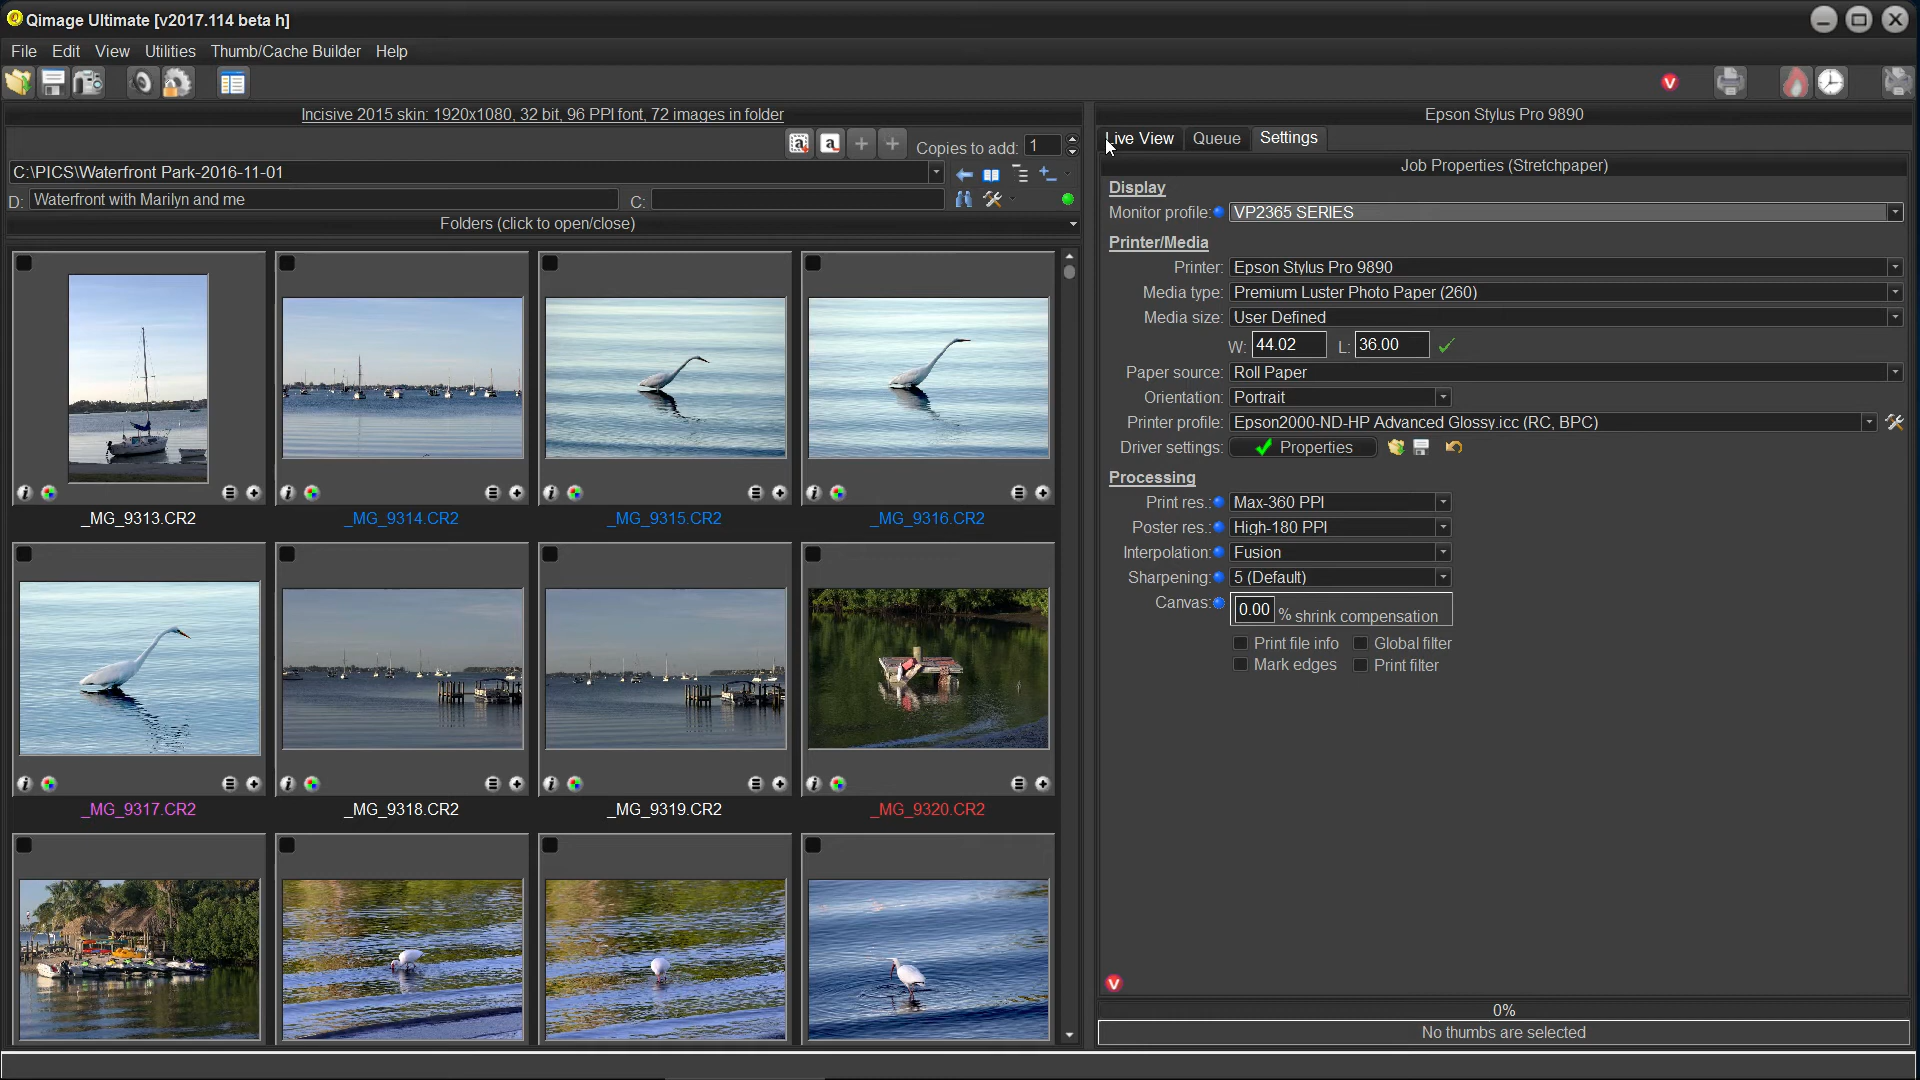 Qimage Ultimate [v2017.114 beta h]
File Edit View Utilities Thumb/Cache Builder Help
Incisive 2015 skin: 1920x1080, 32 bit, 96 PPI font, 72 images in folder
Copies to add: 1
C:\PICS\Waterfront Park-2016-11-01
D: Waterfront with Marilyn and me C:
Folders (click to open/close)
_MG_9313.CR2 _MG_9314.CR2 _MG_9315.CR2 _MG_9316.CR2
_MG_9317.CR2 _MG_9318.CR2 _MG_9319.CR2 _MG_9320.CR2
Epson Stylus Pro 9890
Live View Queue Settings
Job Properties (Stretchpaper)
Display
Monitor profile: VP2365 SERIES
Printer/Media
Printer: Epson Stylus Pro 9890
Media type: Premium Luster Photo Paper (260)
Media size: User Defined
W: 44.02 L: 36.00
Paper source: Roll Paper
Orientation: Portrait
Printer profile: Epson2000-ND-HP Advanced Glossy.icc (RC, BPC)
Driver settings: Properties
Processing
Print res.: Max-360 PPI
Poster res.: High-180 PPI
Interpolation: Fusion
Sharpening: 5 (Default)
Canvas: 0.00 % shrink compensation
Print file info Global filter
Mark edges Print filter
0%
No thumbs are selected